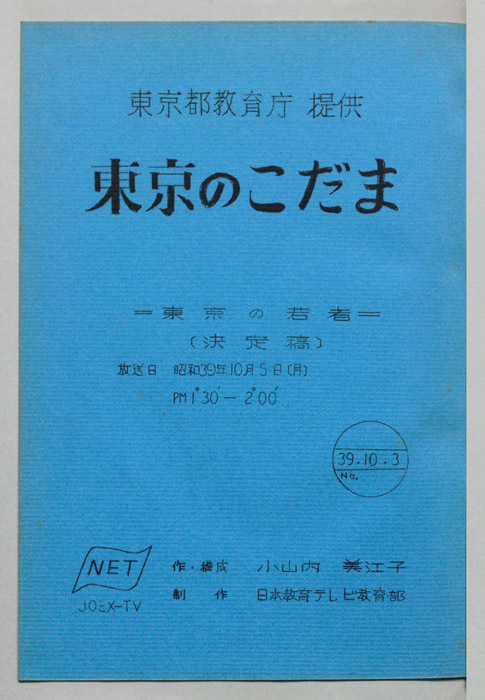 東京都教育庁 提供
東京のこだま
＝東京の若者＝
(決定稿)
放送日 昭和39年10月5日(月)
PM1°30′－2°00′
39.10.3
No.
NET
JOEX-TV
作・構成 小山内 美江子
制作 日本教育テレビ教育部